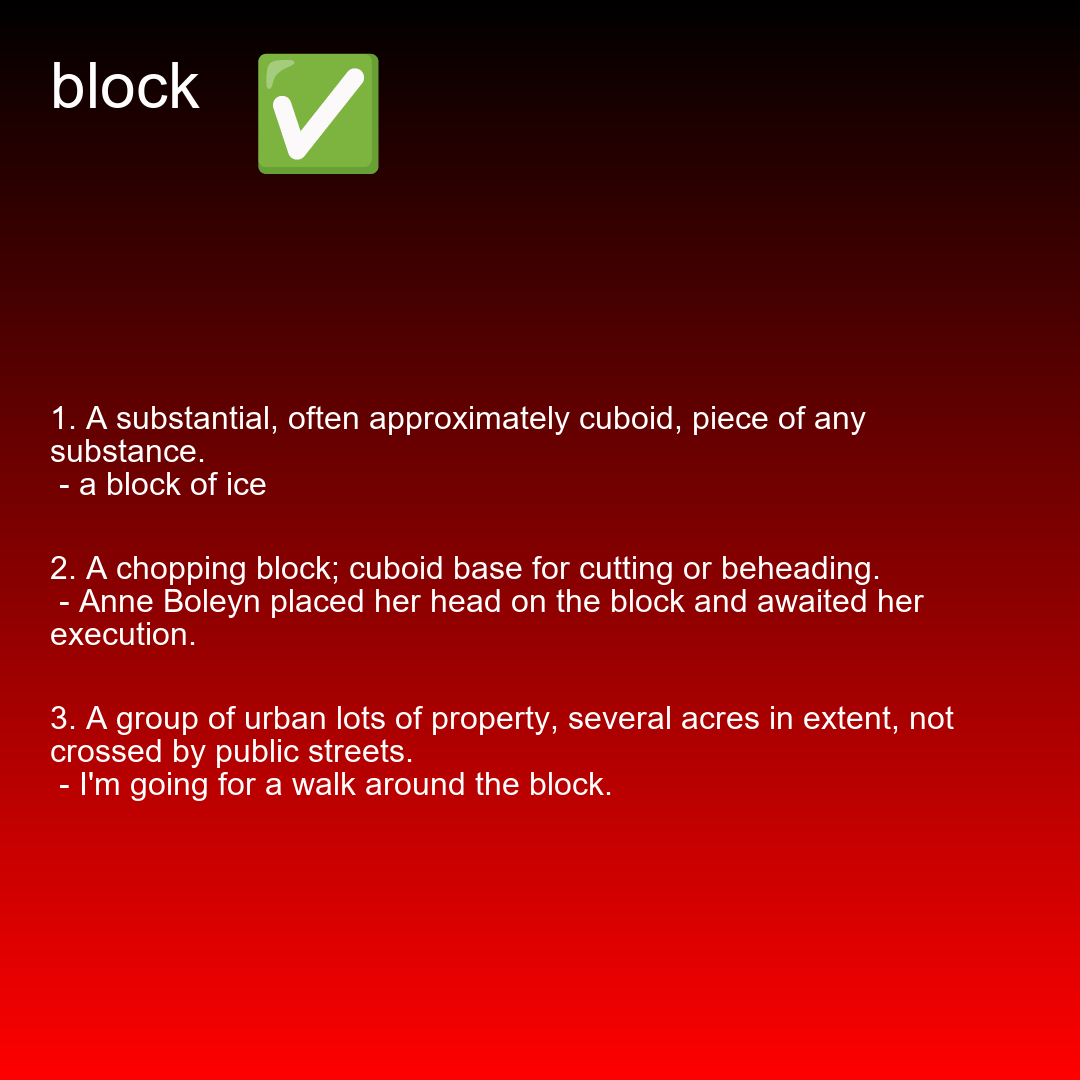 block ✅
1. A substantial, often approximately cuboid, piece of any
substance.
- a block of ice
2. A chopping block; cuboid base for cutting or beheading.
- Anne Boleyn placed her head on the block and awaited her
execution.
3. A group of urban lots of property, several acres in extent, not
crossed by public streets.
- I'm going for a walk around the block.